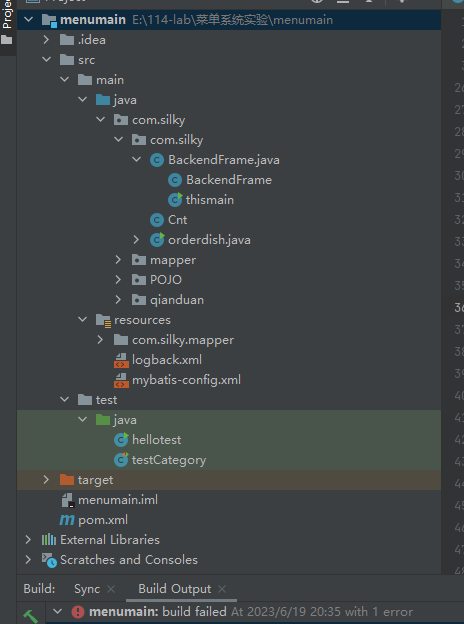 Project
Proje
menumain E:\114-lab\菜单系统实验\menumain
.idea
src
main
java
com.silky
com.silky
BackendFrame.java
BackendFrame
thismain
Cnt
orderdish.java
mapper
POJO
qianduan
resources
com.silky.mapper
logback.xml
mybatis-config.xml
test
java
hellotest
testCategory
target
menumain.iml
pom.xml
External Libraries
Scratches and Consoles
Build: Sync × Build Output ×
menumain: build failed At 2023/6/19 20:35 with 1 error